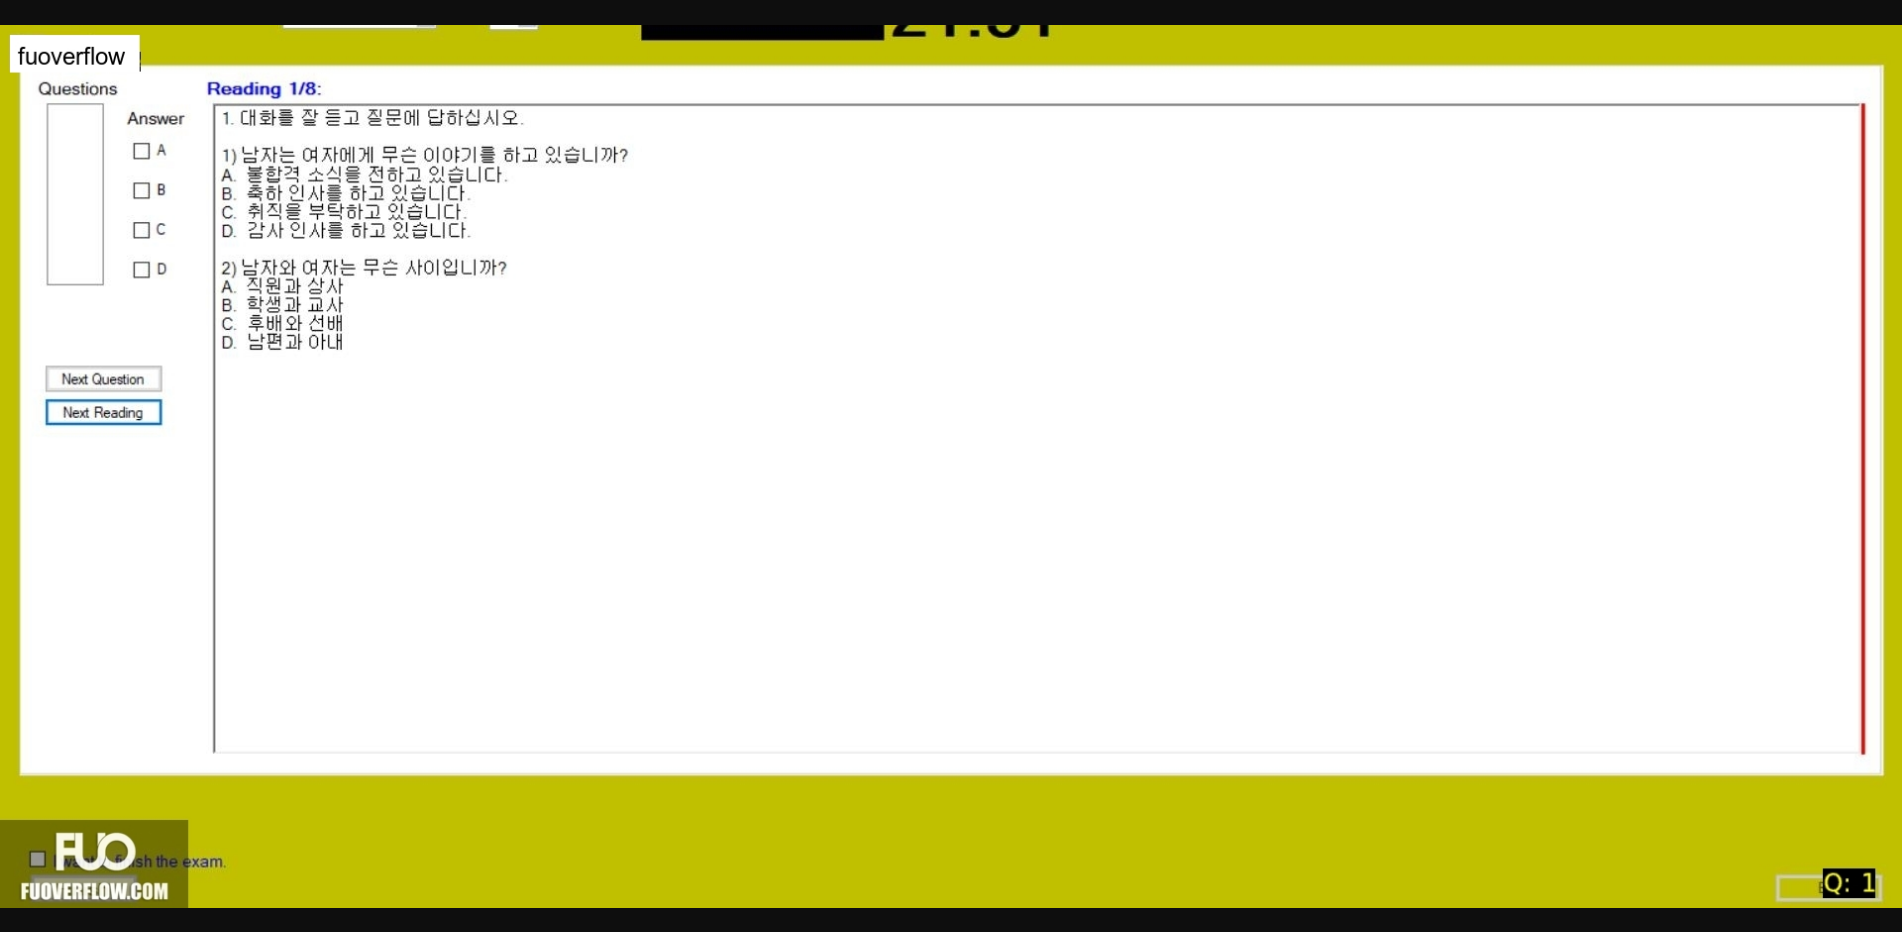 fuoverflow
Questions
Reading 1/8:
Answer
A
B
C
D
1. 대화를 잘 듣고 질문에 답하십시오.
1) 남자는 여자에게 무슨 이야기를 하고 있습니까?
A. 불합격 소식을 전하고 있습니다.
B. 축하 인사를 하고 있습니다.
C. 취직을 부탁하고 있습니다.
D. 감사 인사를 하고 있습니다.
2) 남자와 여자는 무슨 사이입니까?
A. 직원과 상사
B. 학생과 교사
C. 후배와 선배
D. 남편과 아내
Next Question
Next Reading
FUO
sh the exam.
FUOVERFLOW.COM
Q: 1